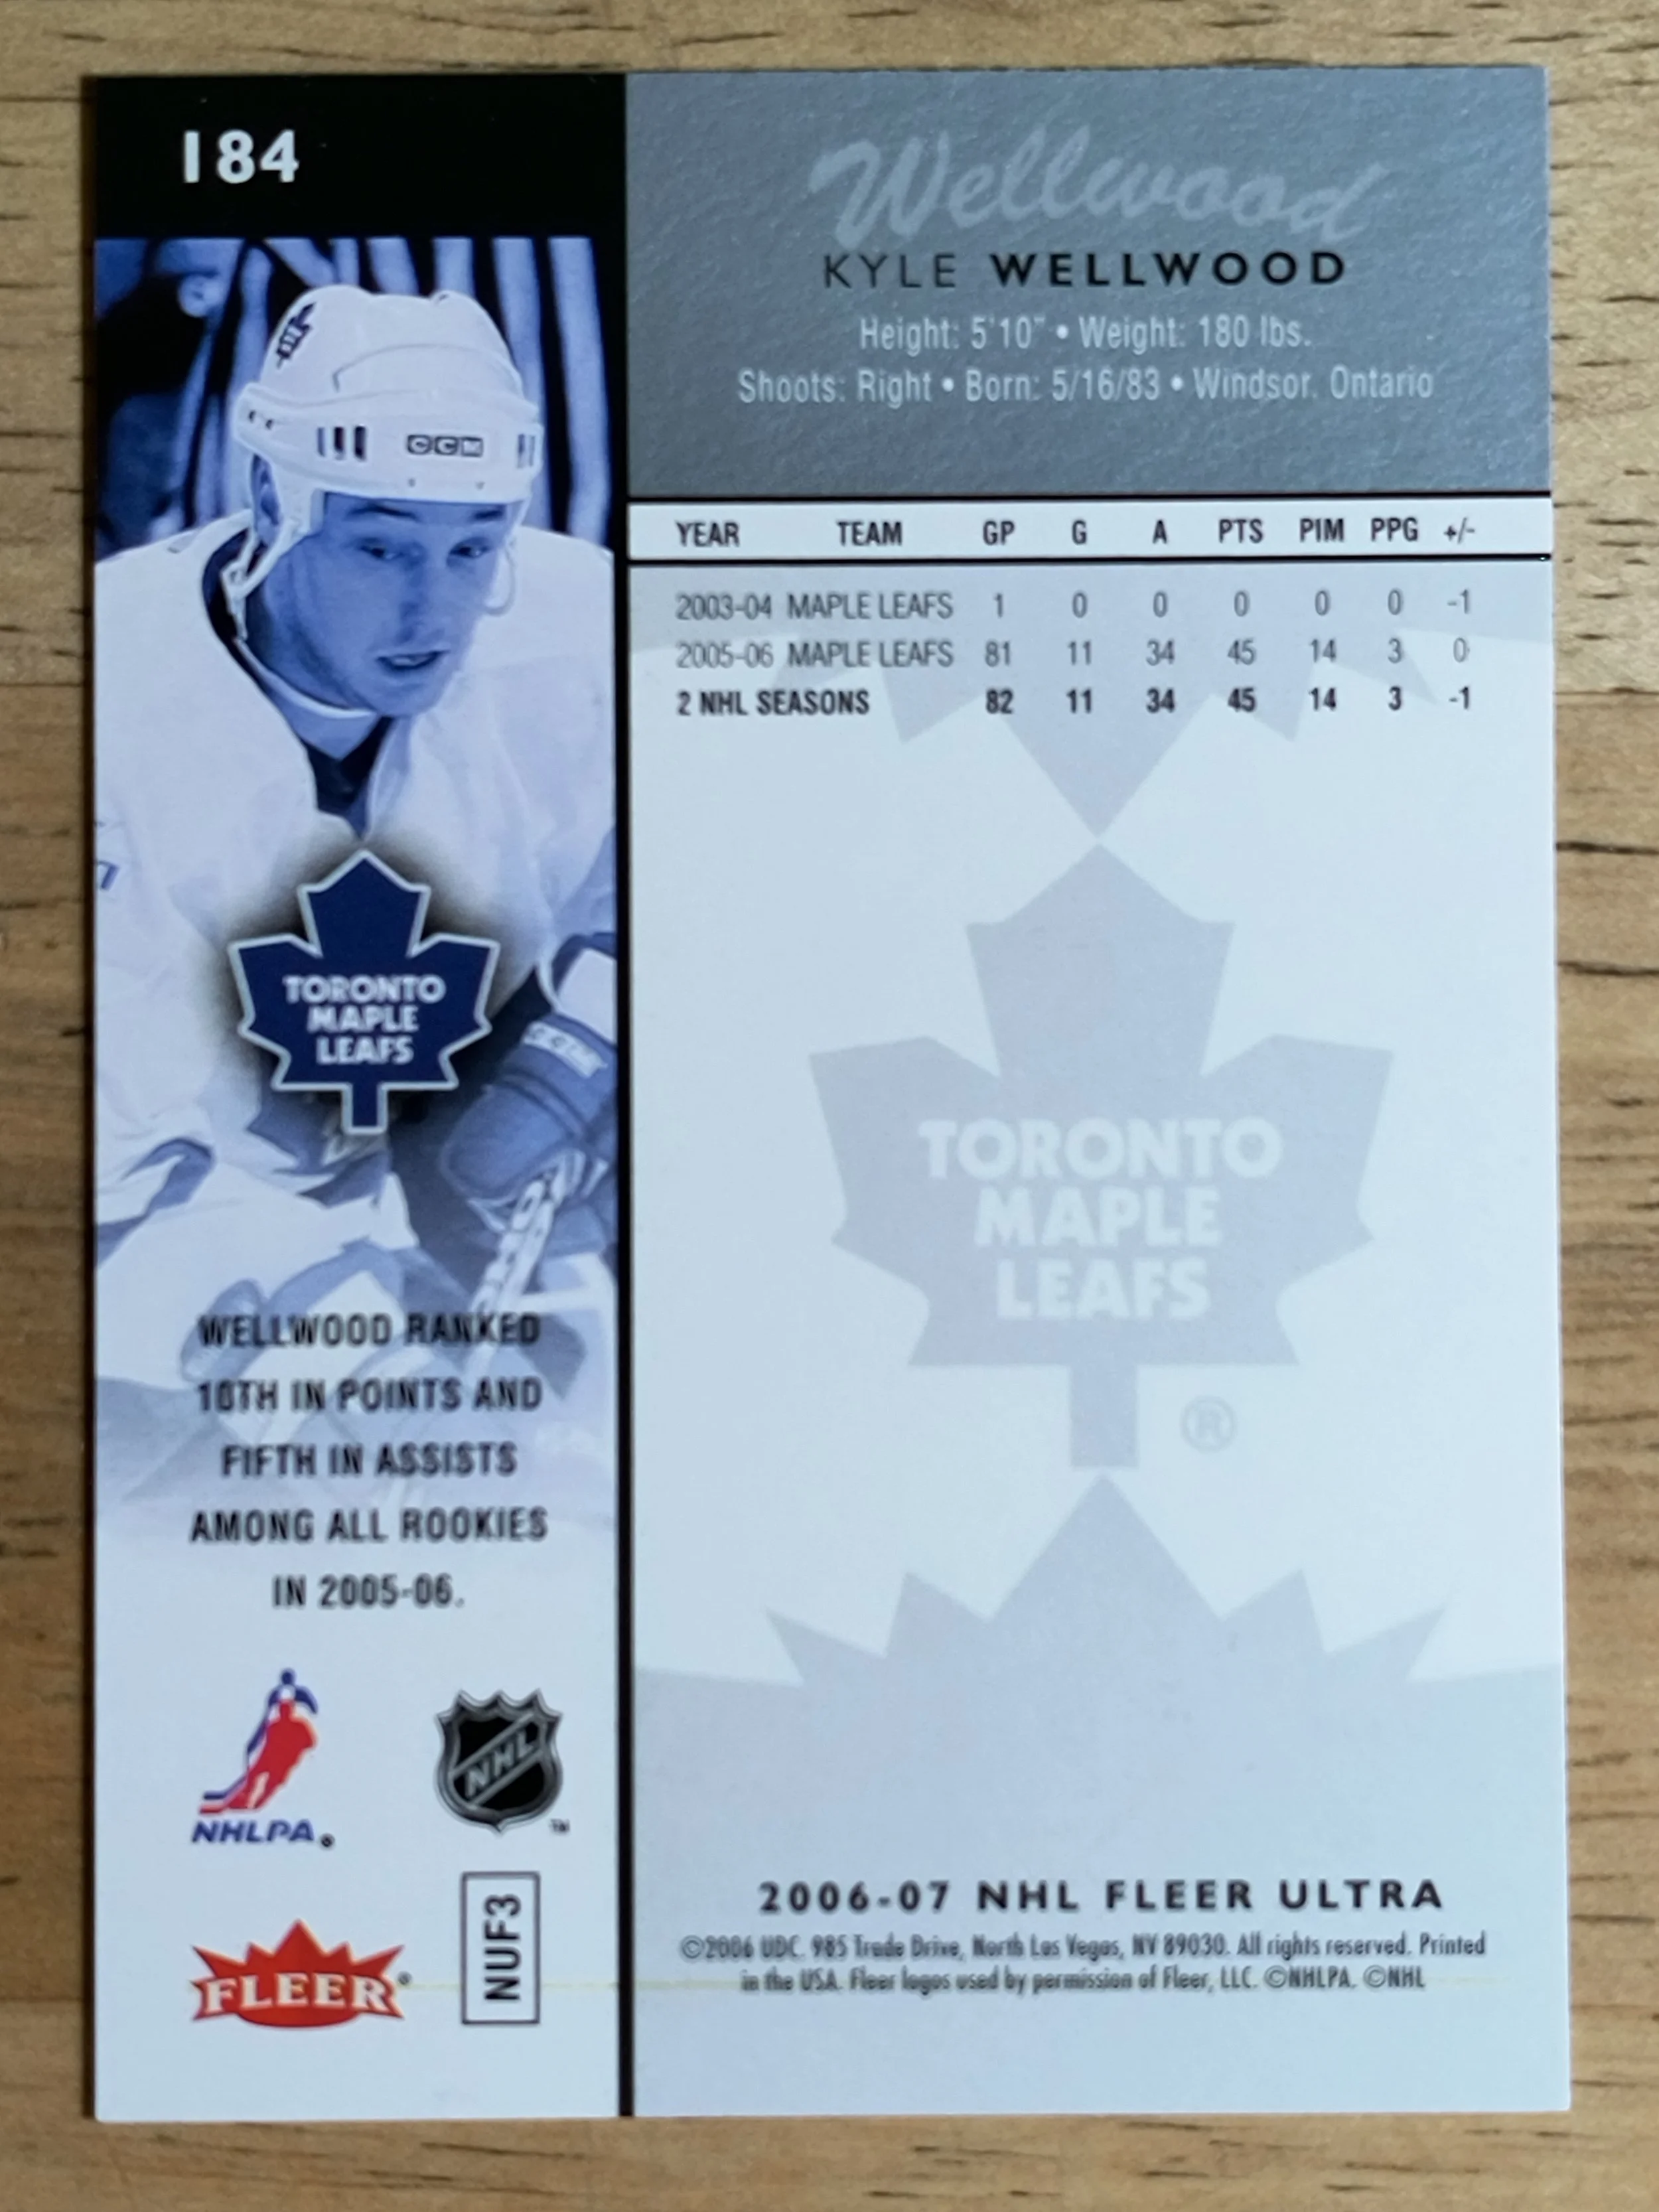 184
Wellwood
KYLE WELLWOOD
Height: 5'10" • Weight: 180 lbs.
Shoots: Right • Born: 5/16/83 • Windsor, Ontario
YEAR TEAM GP G A PTS PIM PPG +/-
2003-04 MAPLE LEAFS 1 0 0 0 0 0 -1
2005-06 MAPLE LEAFS 81 11 34 45 14 3 0
2 NHL SEASONS 82 11 34 45 14 3 -1
CCM
CCM
TORONTO
MAPLE
LEAFS
TORONTO
MAPLE
LEAFS
®
WELLWOOD RANKED
10TH IN POINTS AND
FIFTH IN ASSISTS
AMONG ALL ROOKIES
IN 2005-06.
NHLPA®
NHL
TM
FLEER®
NUF3
2006-07 NHL FLEER ULTRA
©2006 UDC. 985 Trade Drive, North Las Vegas, NV 89030. All rights reserved. Printed
in the USA. Fleer logos used by permission of Fleer, LLC. ©NHLPA. ©NHL